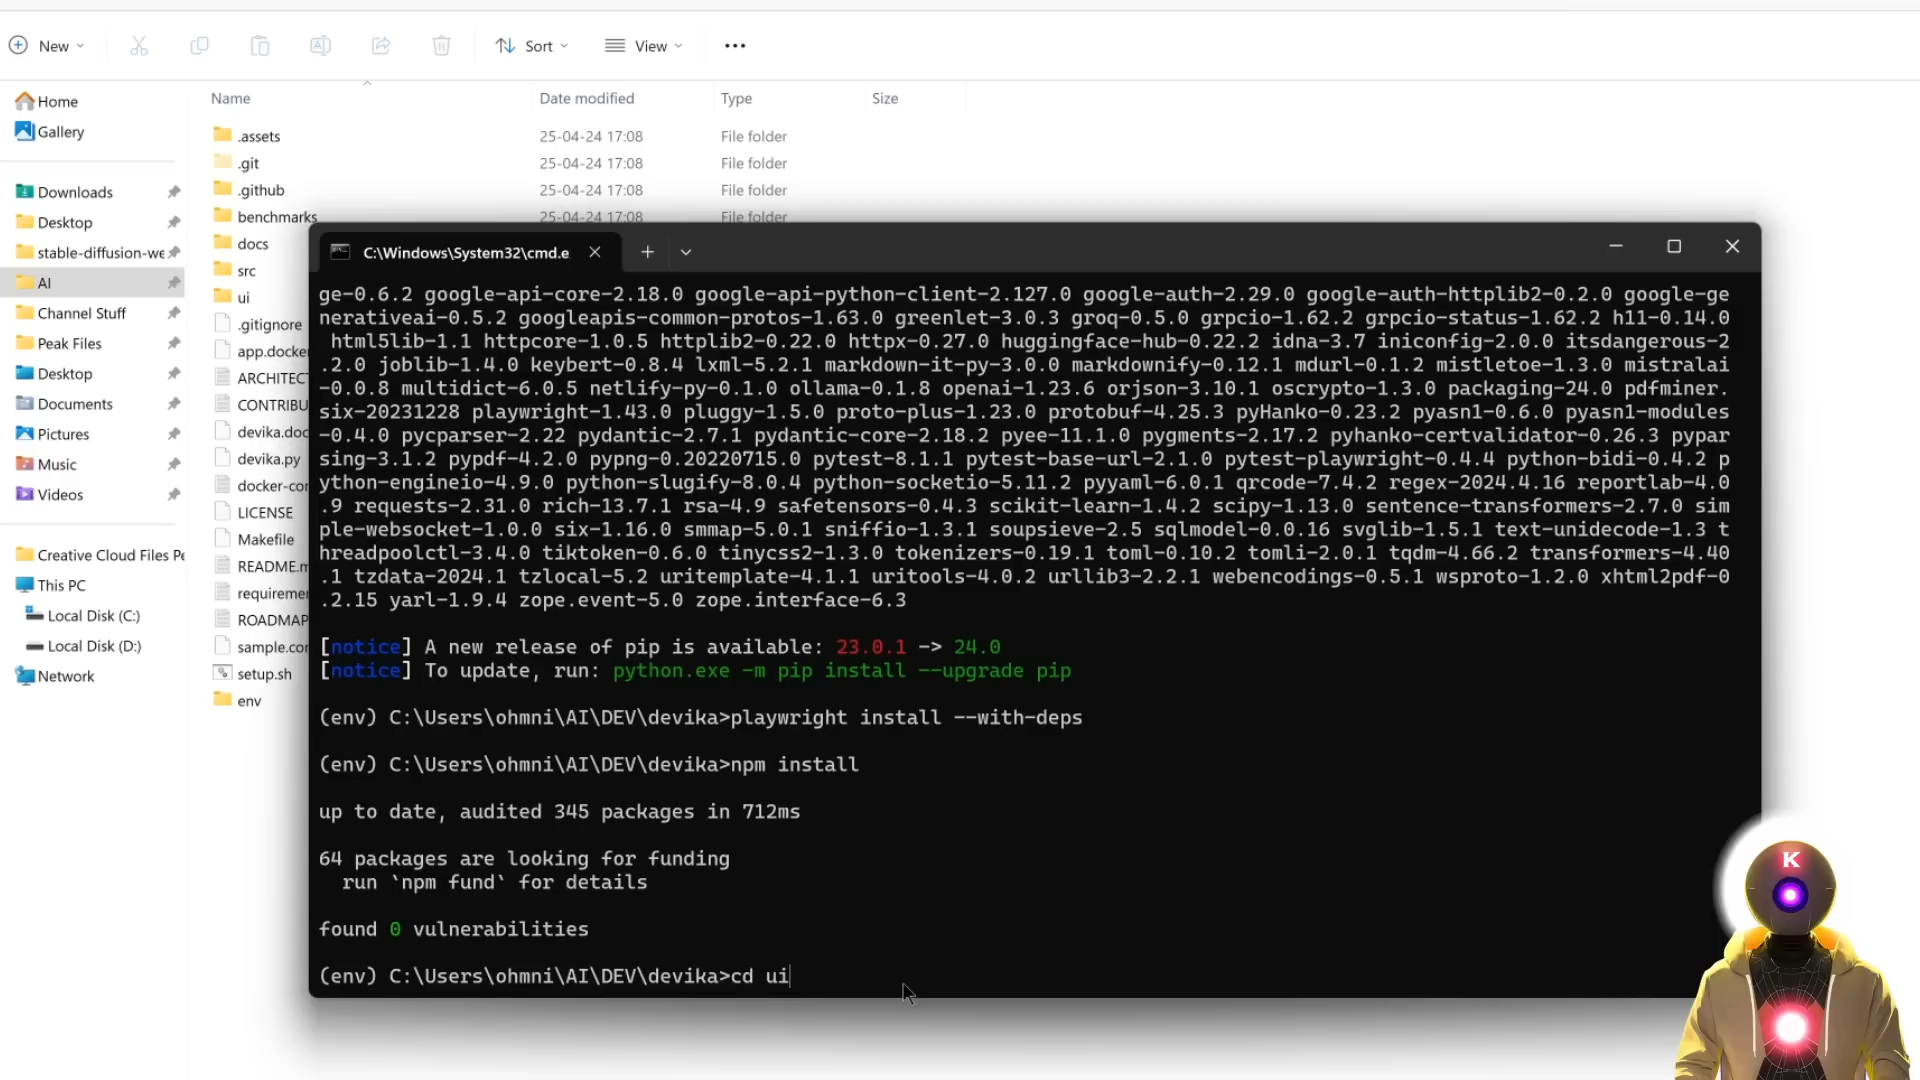 New
Sort
View
Name
Date modified
Type
Size
Home
Gallery
Downloads
Desktop
stable-diffusion-we
AI
Channel Stuff
Peak Files
Desktop
Documents
Pictures
Music
Videos
Creative Cloud Files Pe
This PC
Local Disk (C:)
Local Disk (D:)
Network
.assets 25-04-24 17:08 File folder
.git 25-04-24 17:08 File folder
.github 25-04-24 17:08 File folder
benchmarks 25-04-24 17:08 File folder
docs
src
ui
.gitignore
app.docke
ARCHITECT
CONTRIBU
devika.doc
devika.py
docker-cor
LICENSE
Makefile
README.m
requiremen
ROADMAP
sample.cor
setup.sh
env
C:\Windows\System32\cmd.e
ge-0.6.2 google-api-core-2.18.0 google-api-python-client-2.127.0 google-auth-2.29.0 google-auth-httplib2-0.2.0 google-ge
nerativeai-0.5.2 googleapis-common-protos-1.63.0 greenlet-3.0.3 groq-0.5.0 grpcio-1.62.2 grpcio-status-1.62.2 h11-0.14.0
html5lib-1.1 httpcore-1.0.5 httplib2-0.22.0 httpx-0.27.0 huggingface-hub-0.22.2 idna-3.7 iniconfig-2.0.0 itsdangerous-2
.2.0 joblib-1.4.0 keybert-0.8.4 lxml-5.2.1 markdown-it-py-3.0.0 markdownify-0.12.1 mdurl-0.1.2 mistletoe-1.3.0 mistralai
-0.0.8 multidict-6.0.5 netlify-py-0.1.0 ollama-0.1.8 openai-1.23.6 orjson-3.10.1 oscrypto-1.3.0 packaging-24.0 pdfminer.
six-20231228 playwright-1.43.0 pluggy-1.5.0 proto-plus-1.23.0 protobuf-4.25.3 pyHanko-0.23.2 pyasn1-0.6.0 pyasn1-modules
-0.4.0 pycparser-2.22 pydantic-2.7.1 pydantic-core-2.18.2 pyee-11.1.0 pygments-2.17.2 pyhanko-certvalidator-0.26.3 pypar
sing-3.1.2 pypdf-4.2.0 pypng-0.20220715.0 pytest-8.1.1 pytest-base-url-2.1.0 pytest-playwright-0.4.4 python-bidi-0.4.2 p
ython-engineio-4.9.0 python-slugify-8.0.4 python-socketio-5.11.2 pyyaml-6.0.1 qrcode-7.4.2 regex-2024.4.16 reportlab-4.0
.9 requests-2.31.0 rich-13.7.1 rsa-4.9 safetensors-0.4.3 scikit-learn-1.4.2 scipy-1.13.0 sentence-transformers-2.7.0 sim
ple-websocket-1.0.0 six-1.16.0 smmap-5.0.1 sniffio-1.3.1 soupsieve-2.5 sqlmodel-0.0.16 svglib-1.5.1 text-unidecode-1.3 t
hreadpoolctl-3.4.0 tiktoken-0.6.0 tinycss2-1.3.0 tokenizers-0.19.1 toml-0.10.2 tomli-2.0.1 tqdm-4.66.2 transformers-4.40
.1 tzdata-2024.1 tzlocal-5.2 uritemplate-4.1.1 uritools-4.0.2 urllib3-2.2.1 webencodings-0.5.1 wsproto-1.2.0 xhtml2pdf-0
.2.15 yarl-1.9.4 zope.event-5.0 zope.interface-6.3
[notice] A new release of pip is available: 23.0.1 -> 24.0
[notice] To update, run: python.exe -m pip install --upgrade pip
(env) C:\Users\ohmni\AI\DEV\devika>playwright install --with-deps
(env) C:\Users\ohmni\AI\DEV\devika>npm install
up to date, audited 345 packages in 712ms
64 packages are looking for funding
run `npm fund` for details
found 0 vulnerabilities
(env) C:\Users\ohmni\AI\DEV\devika>cd ui
K